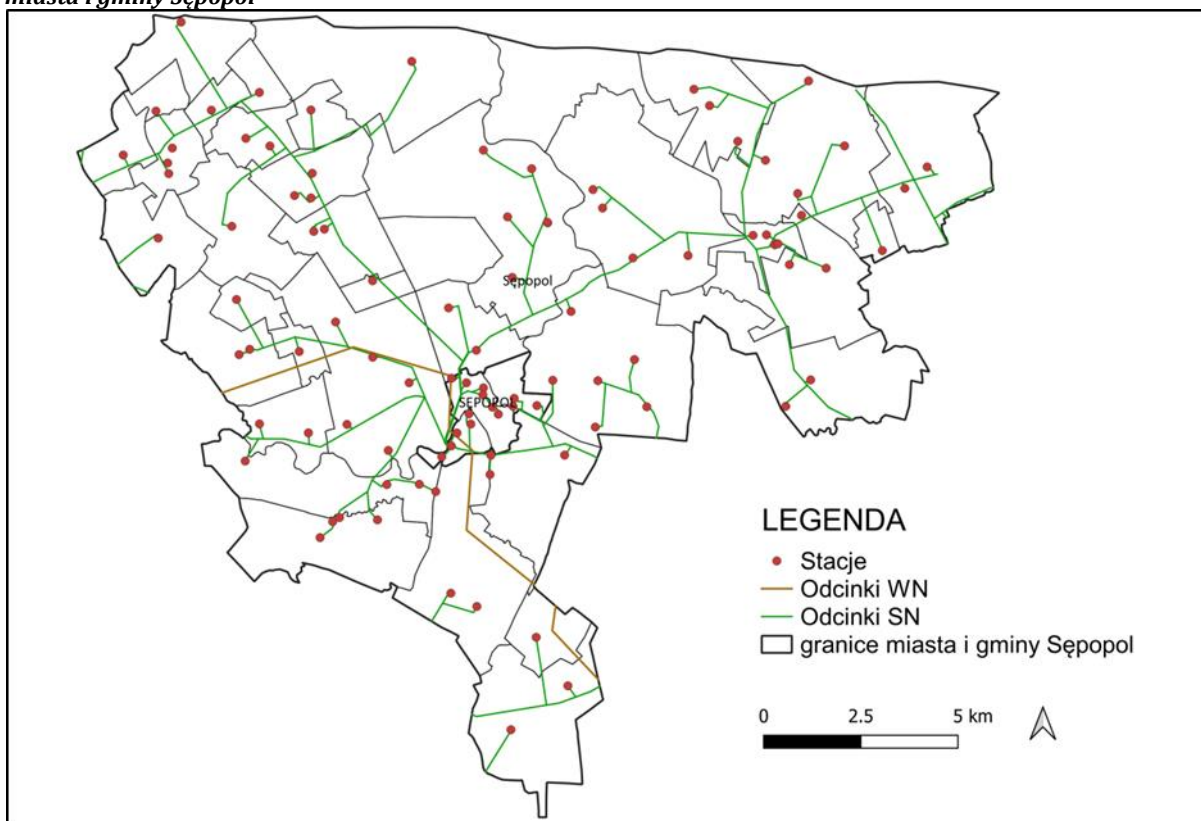 miasta i gminy Sępopol
Sępopol
SĘPOPOL
LEGENDA
Stacje
Odcinki WN
Odcinki SN
granice miasta i gminy Sępopol
0 2.5 5 km